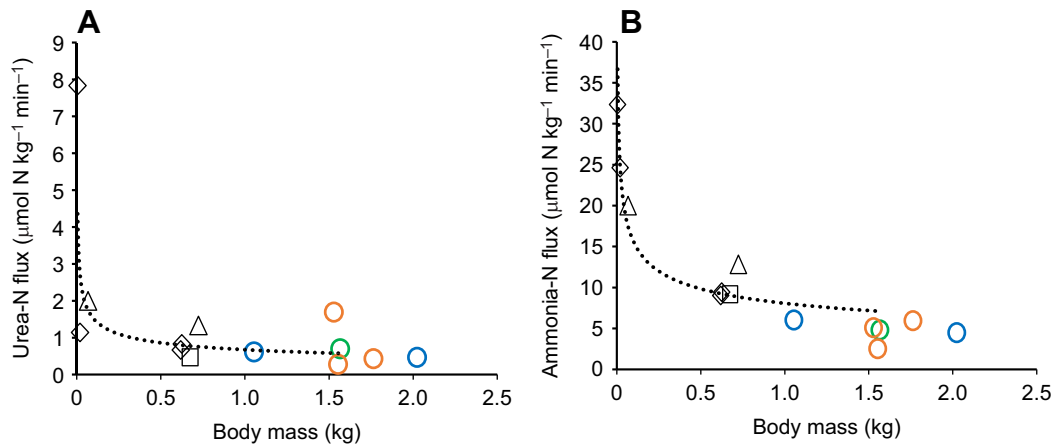 A
9
8
7
6
5
4
3
2
1
0
Urea-N flux (μmol N kg⁻¹ min⁻¹)
0 0.5 1.0 1.5 2.0 2.5
Body mass (kg)
B
40
35
30
25
20
15
10
5
0
Ammonia-N flux (μmol N kg⁻¹ min⁻¹)
0 0.5 1.0 1.5 2.0 2.5
Body mass (kg)